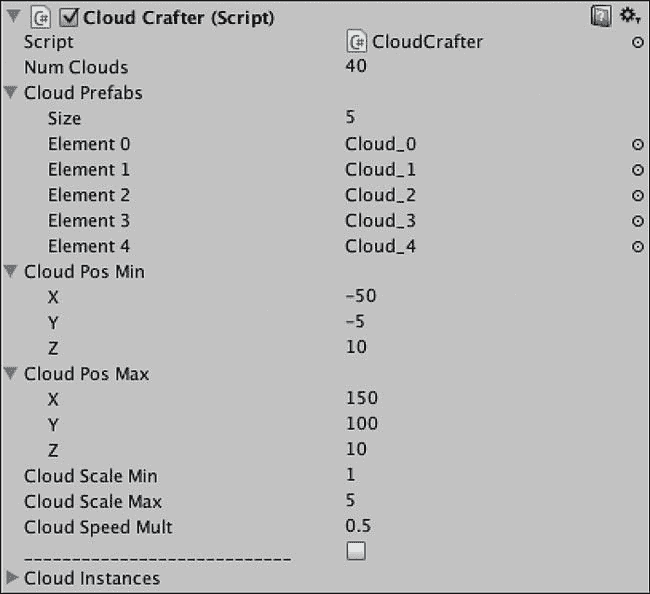 Cloud Crafter (Script)
Script CloudCrafter
Num Clouds 40
Cloud Prefabs
Size 5
Element 0 Cloud_0
Element 1 Cloud_1
Element 2 Cloud_2
Element 3 Cloud_3
Element 4 Cloud_4
Cloud Pos Min
X -50
Y -5
Z 10
Cloud Pos Max
X 150
Y 100
Z 10
Cloud Scale Min 1
Cloud Scale Max 5
Cloud Speed Mult 0.5
____________________________
Cloud Instances